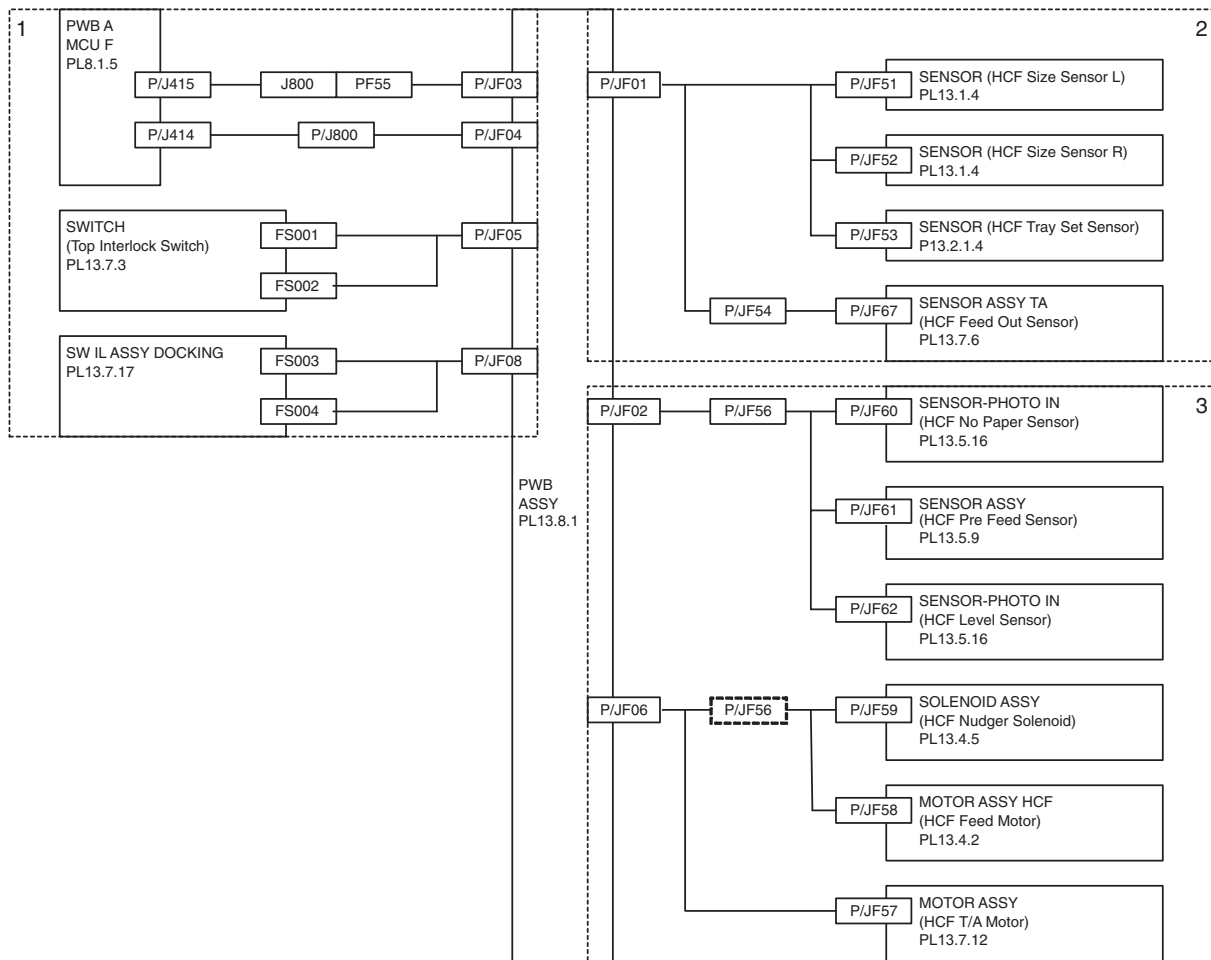 1
PWB A
MCU F
PL8.1.5
P/J415
J800
PF55
P/JF03
P/J414
P/J800
P/JF04
SWITCH
(Top Interlock Switch)
PL13.7.3
FS001
FS002
P/JF05
SW IL ASSY DOCKING
PL13.7.17
FS003
FS004
P/JF08
PWB
ASSY
PL13.8.1
2
P/JF01
P/JF51
SENSOR (HCF Size Sensor L)
PL13.1.4
P/JF52
SENSOR (HCF Size Sensor R)
PL13.1.4
P/JF53
SENSOR (HCF Tray Set Sensor)
P13.2.1.4
P/JF54
P/JF67
SENSOR ASSY TA
(HCF Feed Out Sensor)
PL13.7.6
3
P/JF02
P/JF56
P/JF60
SENSOR-PHOTO IN
(HCF No Paper Sensor)
PL13.5.16
P/JF61
SENSOR ASSY
(HCF Pre Feed Sensor)
PL13.5.9
P/JF62
SENSOR-PHOTO IN
(HCF Level Sensor)
PL13.5.16
P/JF06
P/JF56
P/JF59
SOLENOID ASSY
(HCF Nudger Solenoid)
PL13.4.5
P/JF58
MOTOR ASSY HCF
(HCF Feed Motor)
PL13.4.2
P/JF57
MOTOR ASSY
(HCF T/A Motor)
PL13.7.12